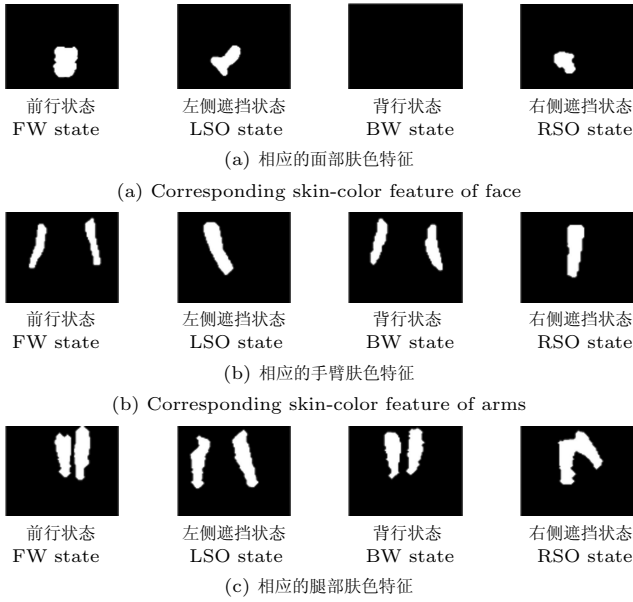 前行状态 左侧遮挡状态 背行状态 右侧遮挡状态
FW state LSO state BW state RSO state
(a) 相应的面部肤色特征
(a) Corresponding skin-color feature of face
前行状态 左侧遮挡状态 背行状态 右侧遮挡状态
FW state LSO state BW state RSO state
(b) 相应的手臂肤色特征
(b) Corresponding skin-color feature of arms
前行状态 左侧遮挡状态 背行状态 右侧遮挡状态
FW state LSO state BW state RSO state
(c) 相应的腿部肤色特征